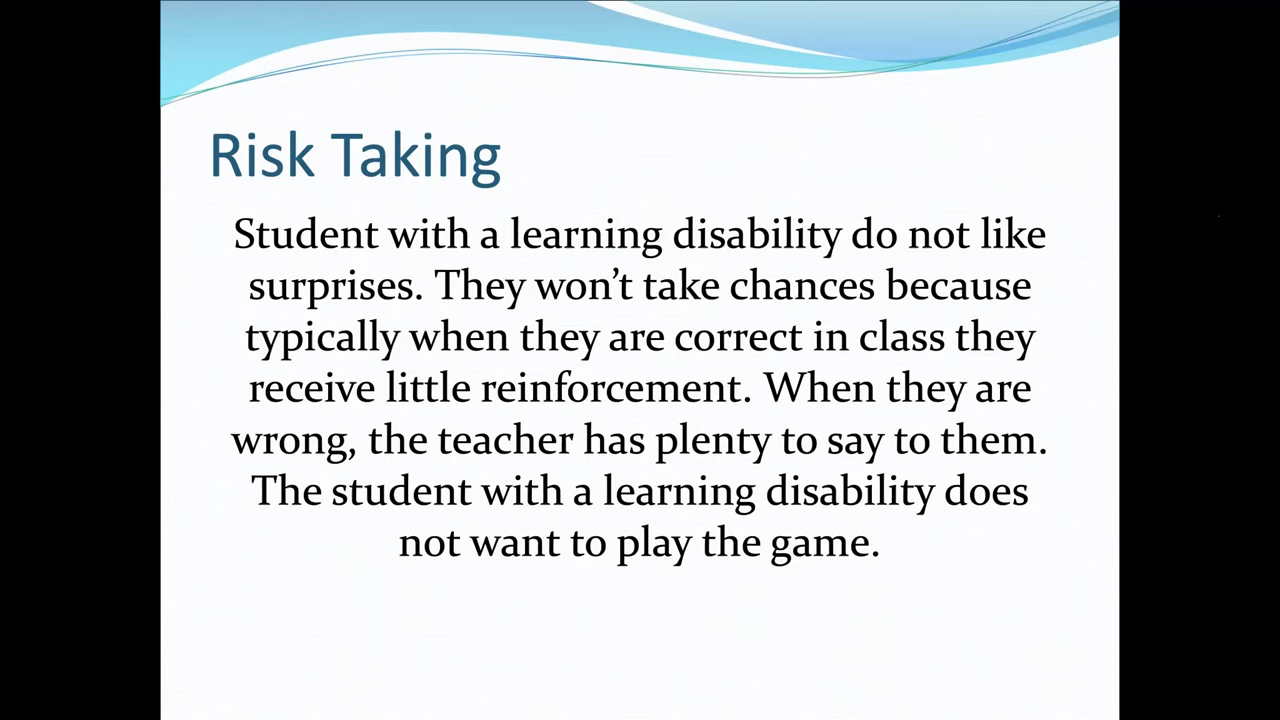 Risk Taking
Student with a learning disability do not like
surprises. They won’t take chances because
typically when they are correct in class they
receive little reinforcement. When they are
wrong, the teacher has plenty to say to them.
The student with a learning disability does
not want to play the game.